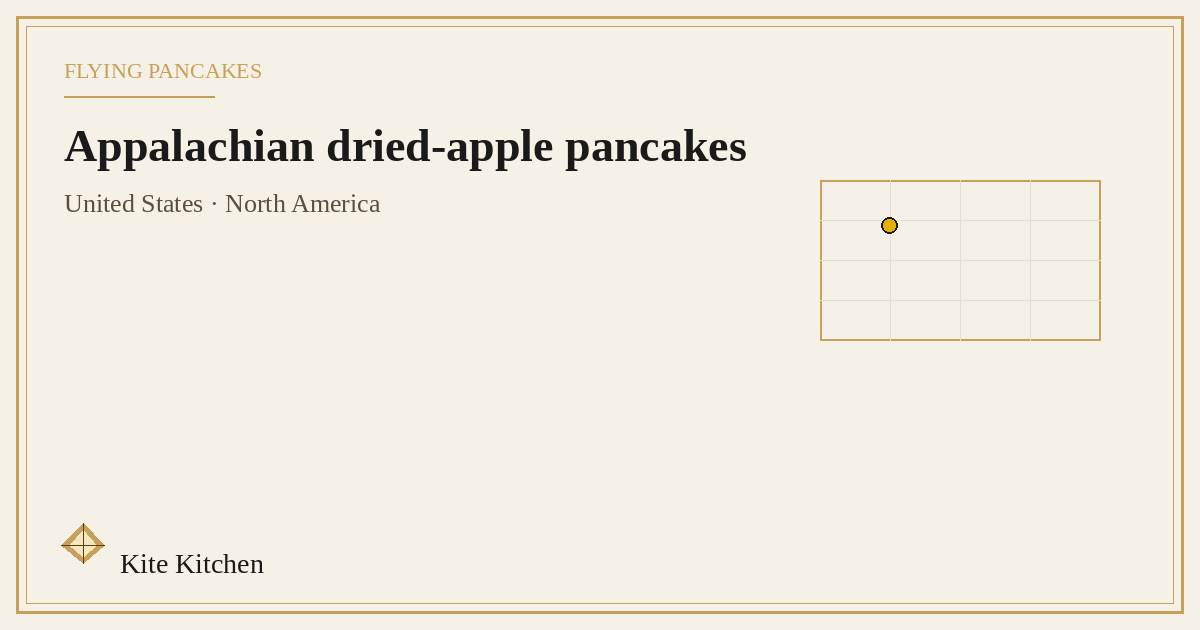 FLYING PANCAKES
Appalachian dried-apple pancakes
United States · North America
Kite Kitchen